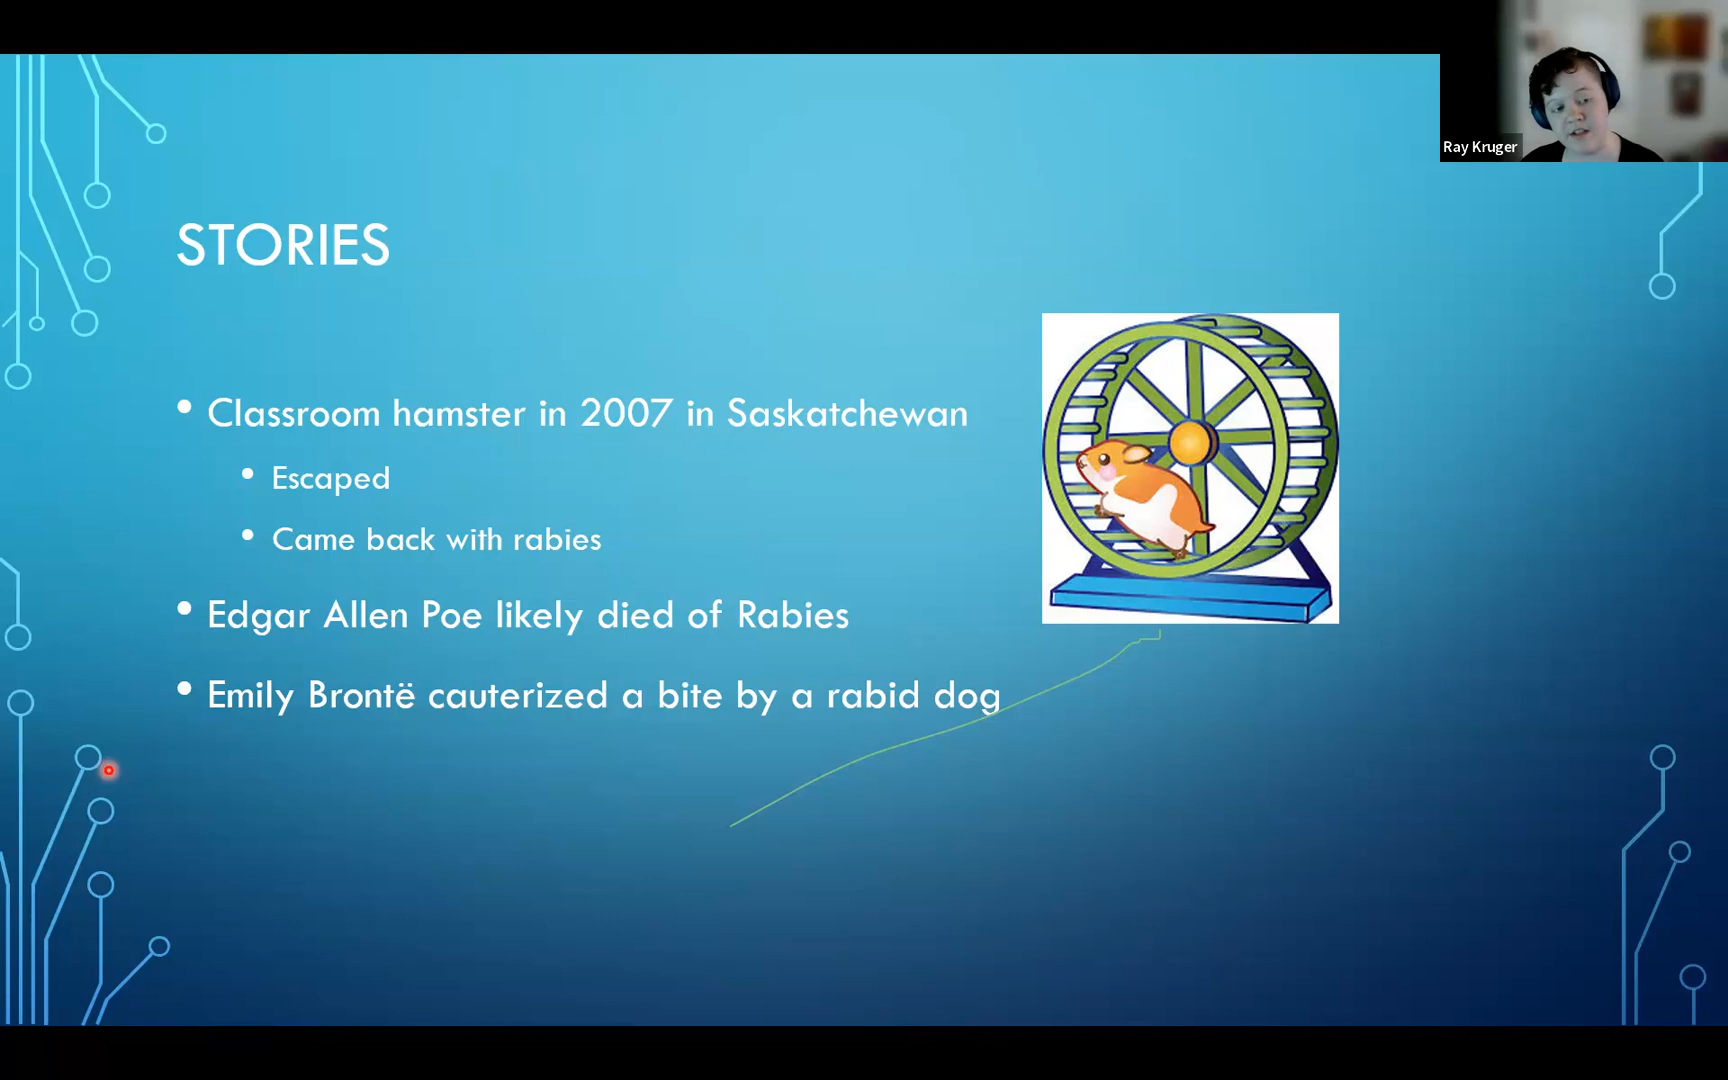 Ray Kruger
STORIES
• Classroom hamster in 2007 in Saskatchewan
• Escaped
• Came back with rabies
• Edgar Allen Poe likely died of Rabies
• Emily Brontë cauterized a bite by a rabid dog